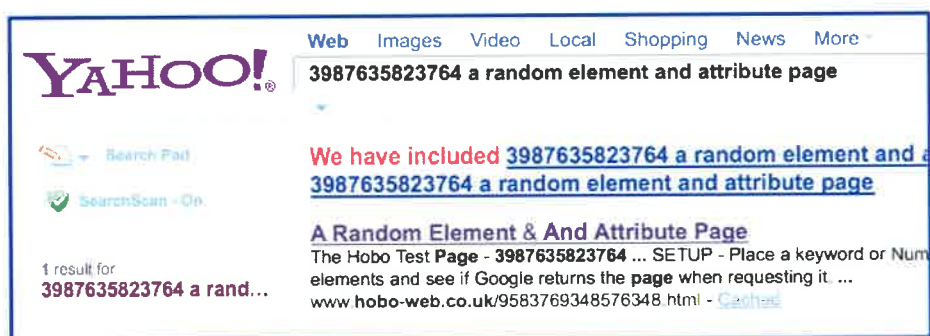 Web Images Video Local Shopping News More
YAHOO!®
3987635823764 a random element and attribute page
Search Pad
SearchScan - On
1 result for
3987635823764 a rand...
We have included 3987635823764 a random element and a
3987635823764 a random element and attribute page
A Random Element & And Attribute Page
The Hobo Test Page - 3987635823764 ... SETUP - Place a keyword or Num
elements and see if Google returns the page when requesting it. ...
www.hobo-web.co.uk/9583769348576348.html - Cached